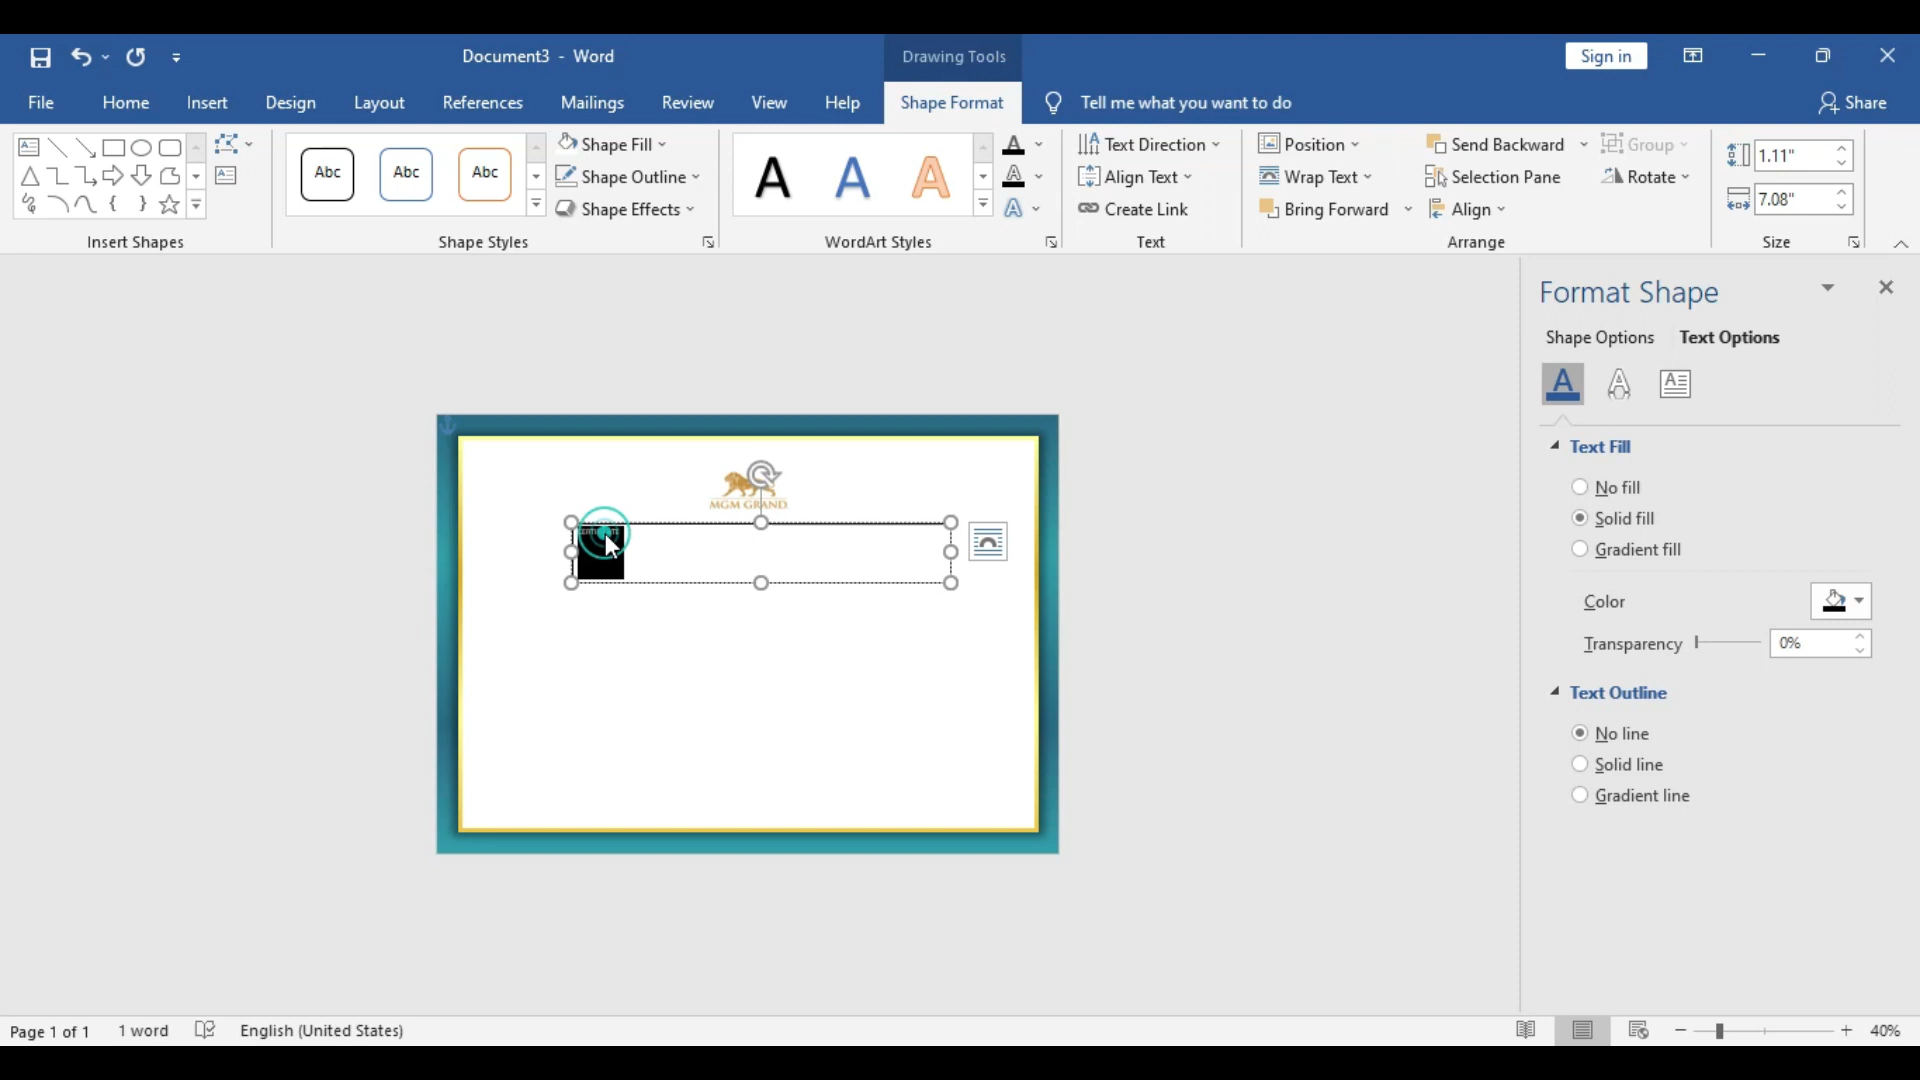 Document3 - Word
Drawing Tools
Sign in
File
Home
Insert
Design
Layout
References
Mailings
Review
View
Help
Shape Format
Tell me what you want to do
Share
Abc
Abc
Abc
Shape Fill
Shape Outline
Shape Effects
A
A
A
Text Direction
Align Text
Create Link
Position
Wrap Text
Bring Forward
Send Backward
Selection Pane
Align
Group
Rotate
1.11"
7.08"
Insert Shapes
Shape Styles
WordArt Styles
Text
Arrange
Size
Format Shape
Shape Options
Text Options
Text Fill
No fill
Solid fill
Gradient fill
Color
Transparency
0%
Text Outline
No line
Solid line
Gradient line
MGM GRAND
Page 1 of 1
1 word
English (United States)
40%